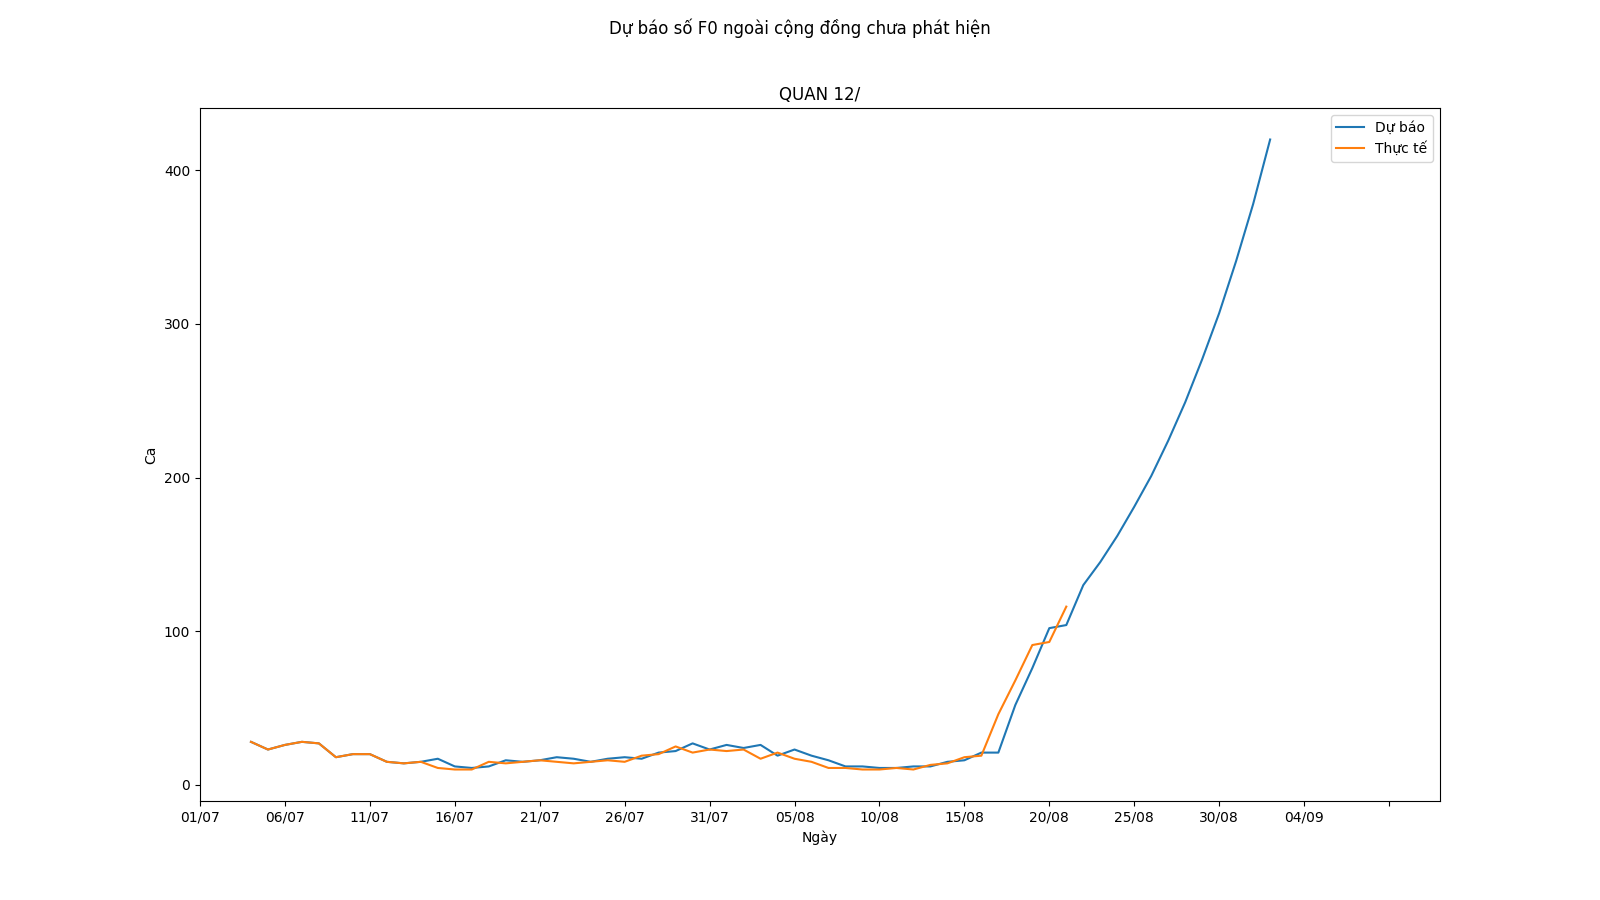 Dự báo số F0 ngoài cộng đồng chưa phát hiện
QUAN 12/
Dự báo
Thực tế
400
300
200
100
0
Ca
01/07 06/07 11/07 16/07 21/07 26/07 31/07 05/08 10/08 15/08 20/08 25/08 30/08 04/09
Ngày